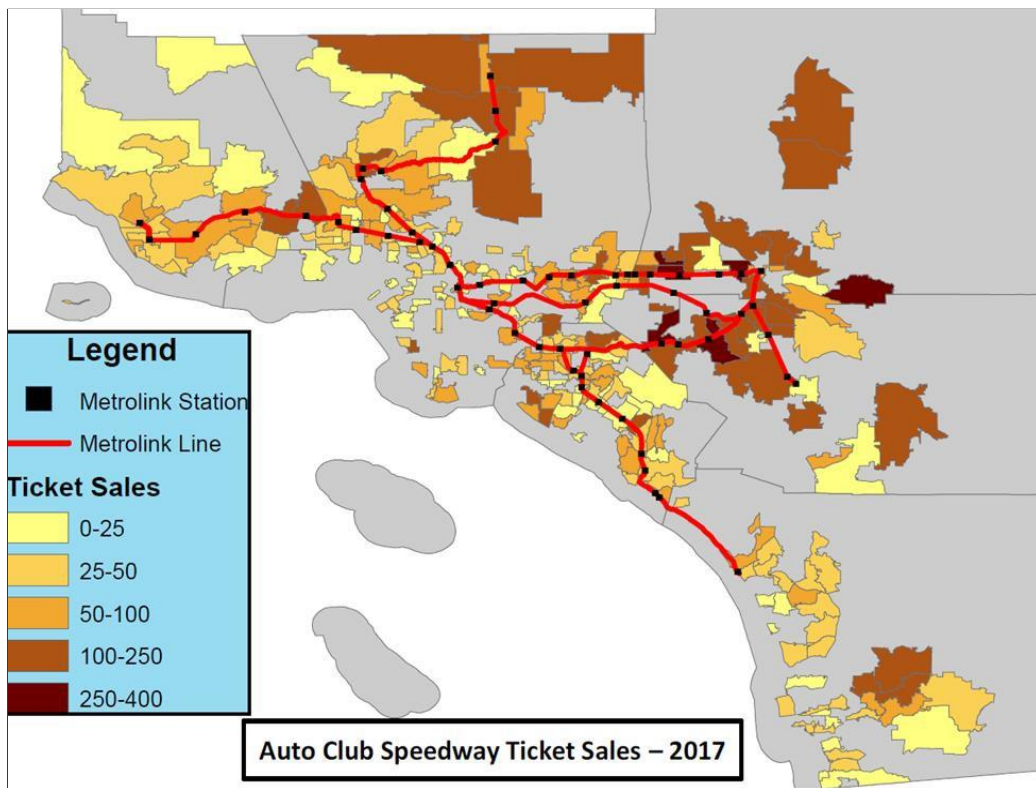 Legend
Metrolink Station
Metrolink Line
Ticket Sales
0-25
25-50
50-100
100-250
250-400
Auto Club Speedway Ticket Sales – 2017